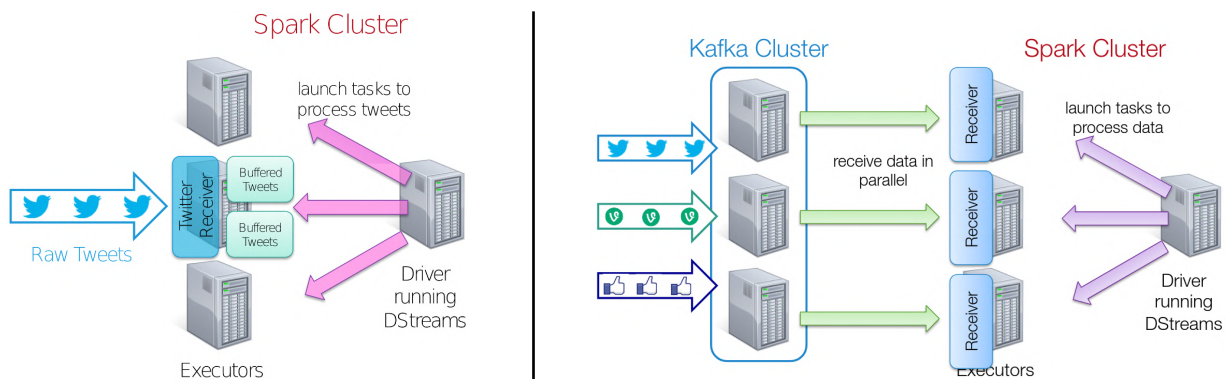 Spark Cluster
launch tasks to
process tweets
Buffered
Tweets
Twitter
Receiver
Buffered
Tweets
Raw Tweets
Driver
running
DStreams
Executors
Kafka Cluster
Spark Cluster
Receiver
launch tasks to
process data
receive data in
parallel
Receiver
Receiver
Driver
running
DStreams
Executors